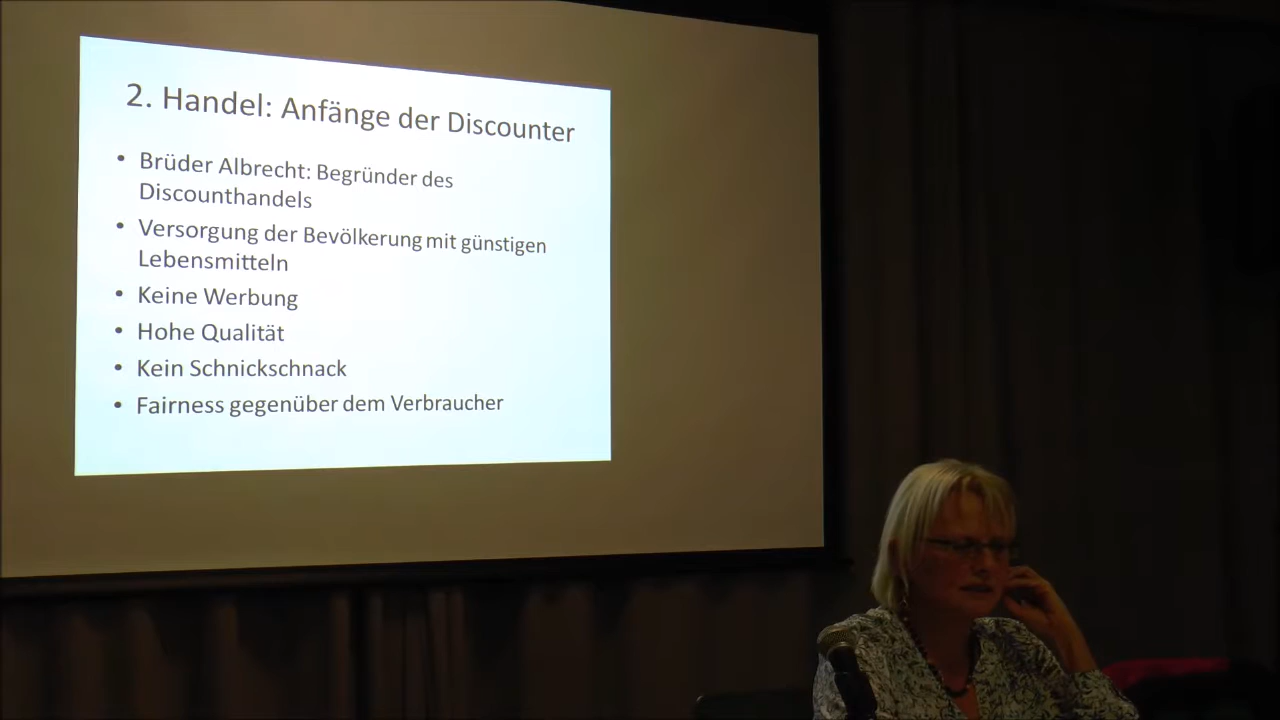 2. Handel: Anfänge der Discounter
• Brüder Albrecht: Begründer des
Discounthandels
• Versorgung der Bevölkerung mit günstigen
Lebensmitteln
• Keine Werbung
• Hohe Qualität
• Kein Schnickschnack
• Fairness gegenüber dem Verbraucher